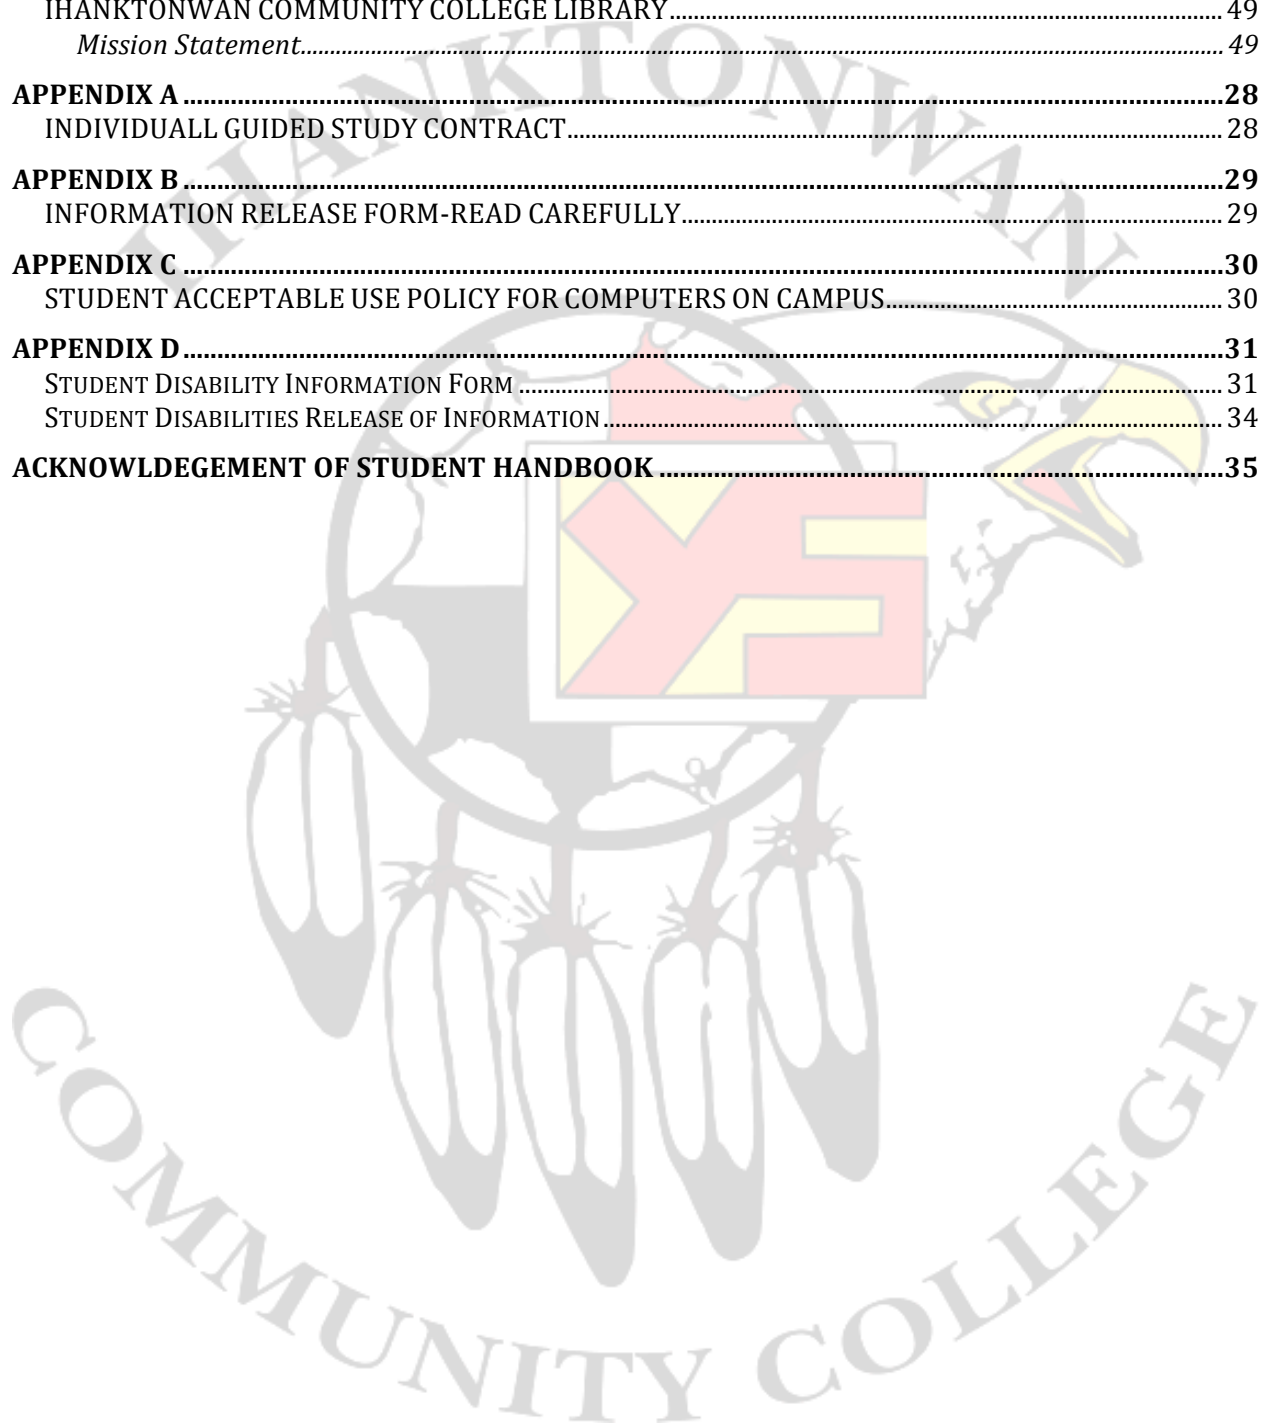 IHANKTONWAN COMMUNITY COLLEGE LIBRARY 49
Mission Statement 49
APPENDIX A 28
INDIVIDUALL GUIDED STUDY CONTRACT 28
APPENDIX B 29
INFORMATION RELEASE FORM-READ CAREFULLY 29
APPENDIX C 30
STUDENT ACCEPTABLE USE POLICY FOR COMPUTERS ON CAMPUS 30
APPENDIX D 31
STUDENT DISABILITY INFORMATION FORM 31
STUDENT DISABILITIES RELEASE OF INFORMATION 34
ACKNOWLDEGEMENT OF STUDENT HANDBOOK 35
IHANKTONWAN
YS
COMMUNITY COLLEGE